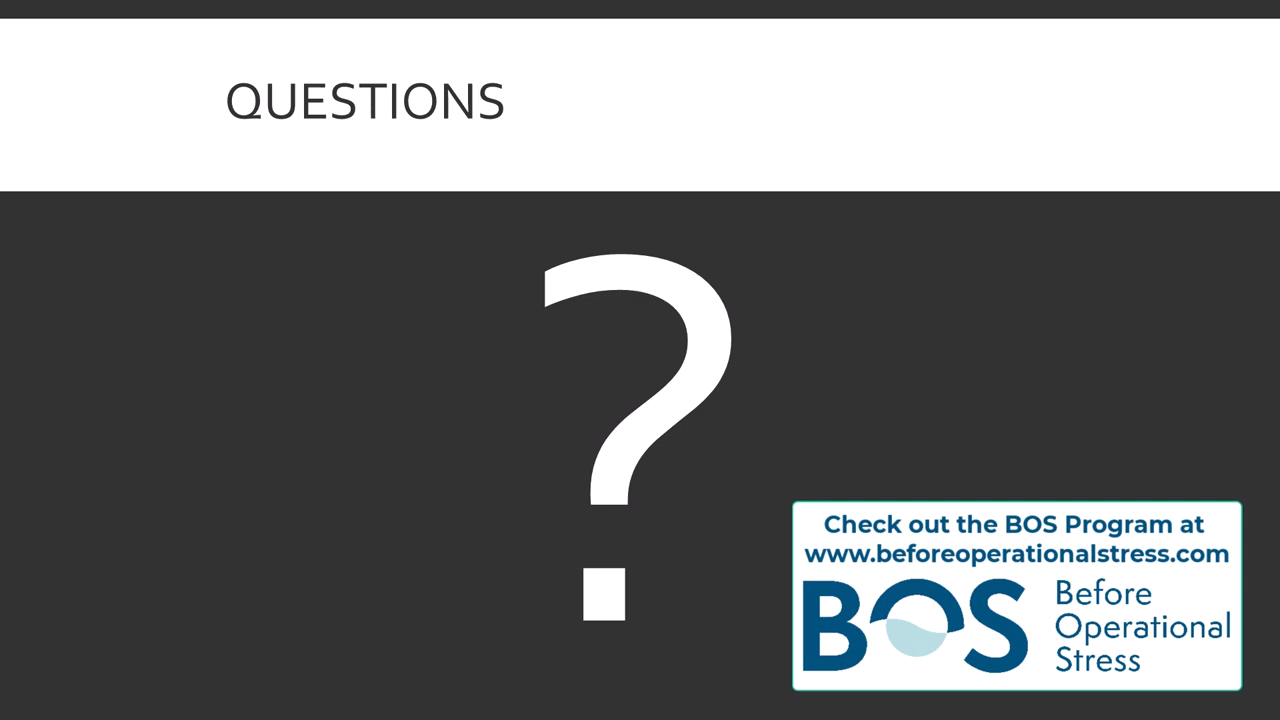 QUESTIONS
?
Check out the BOS Program at
www.beforeoperationalstress.com
BOS
Before
Operational
Stress